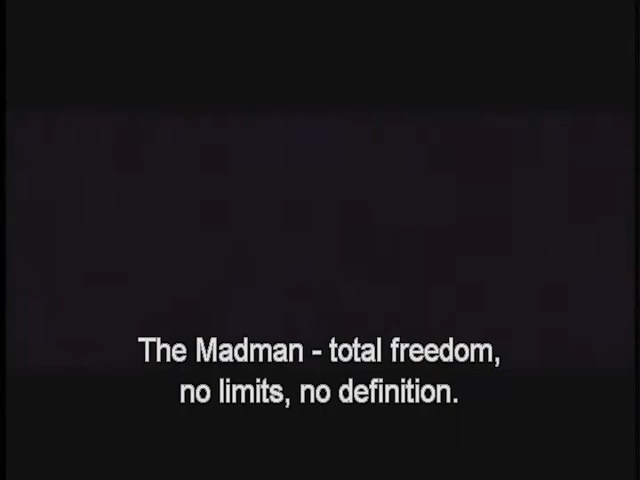 The Madman - total freedom,
no limits, no definition.